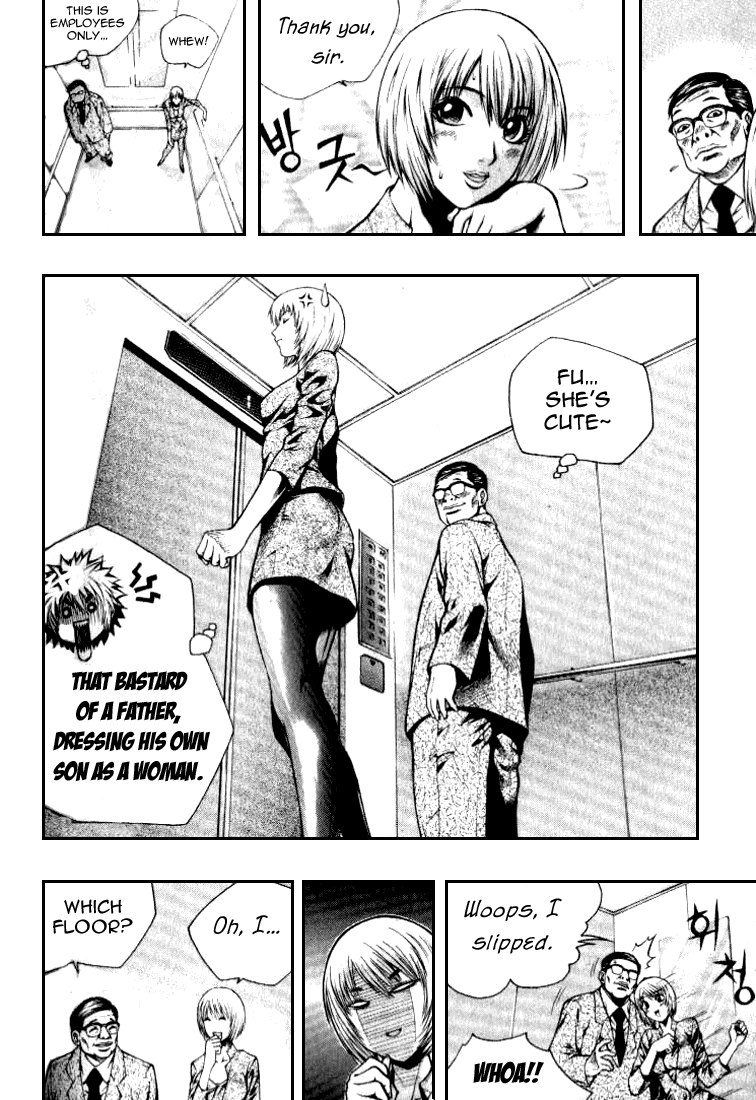 THIS IS
EMPLOYEES
ONLY...
WHEW!
Thank you,
sir.
방
긋~
FU...
SHE'S
CUTE~
THAT BASTARD
OF A FATHER,
DRESSING HIS OWN
SON AS A WOMAN.
WHICH
FLOOR?
Oh, I...
Woops, I
slipped.
휘
청
WHOA!!